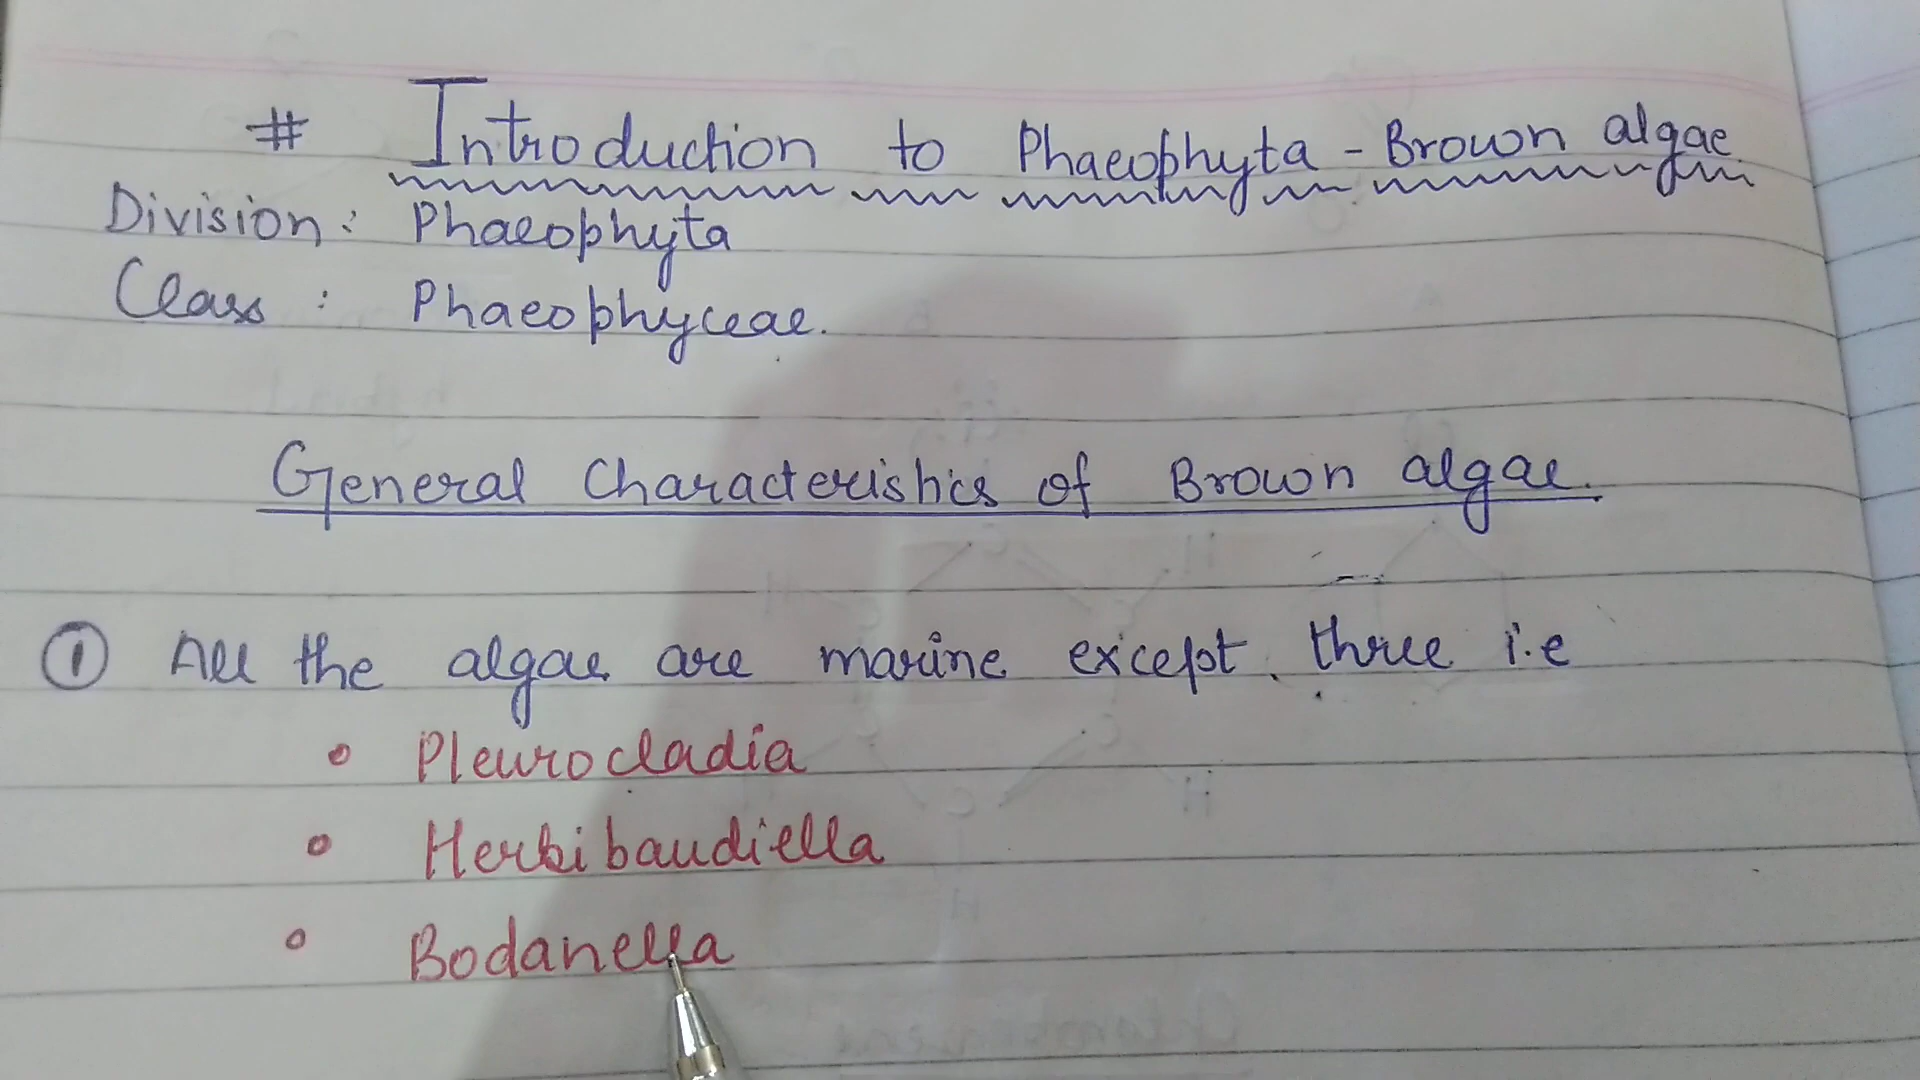 # Introduction to Phaeophyta - Brown algae
Division : Phaeophyta
Class : Phaeophyceae.
General Characteristics of Brown algae.
① All the algae are marine except three i.e
• Pleurocladia
• Heribaudiella
• Bodanella